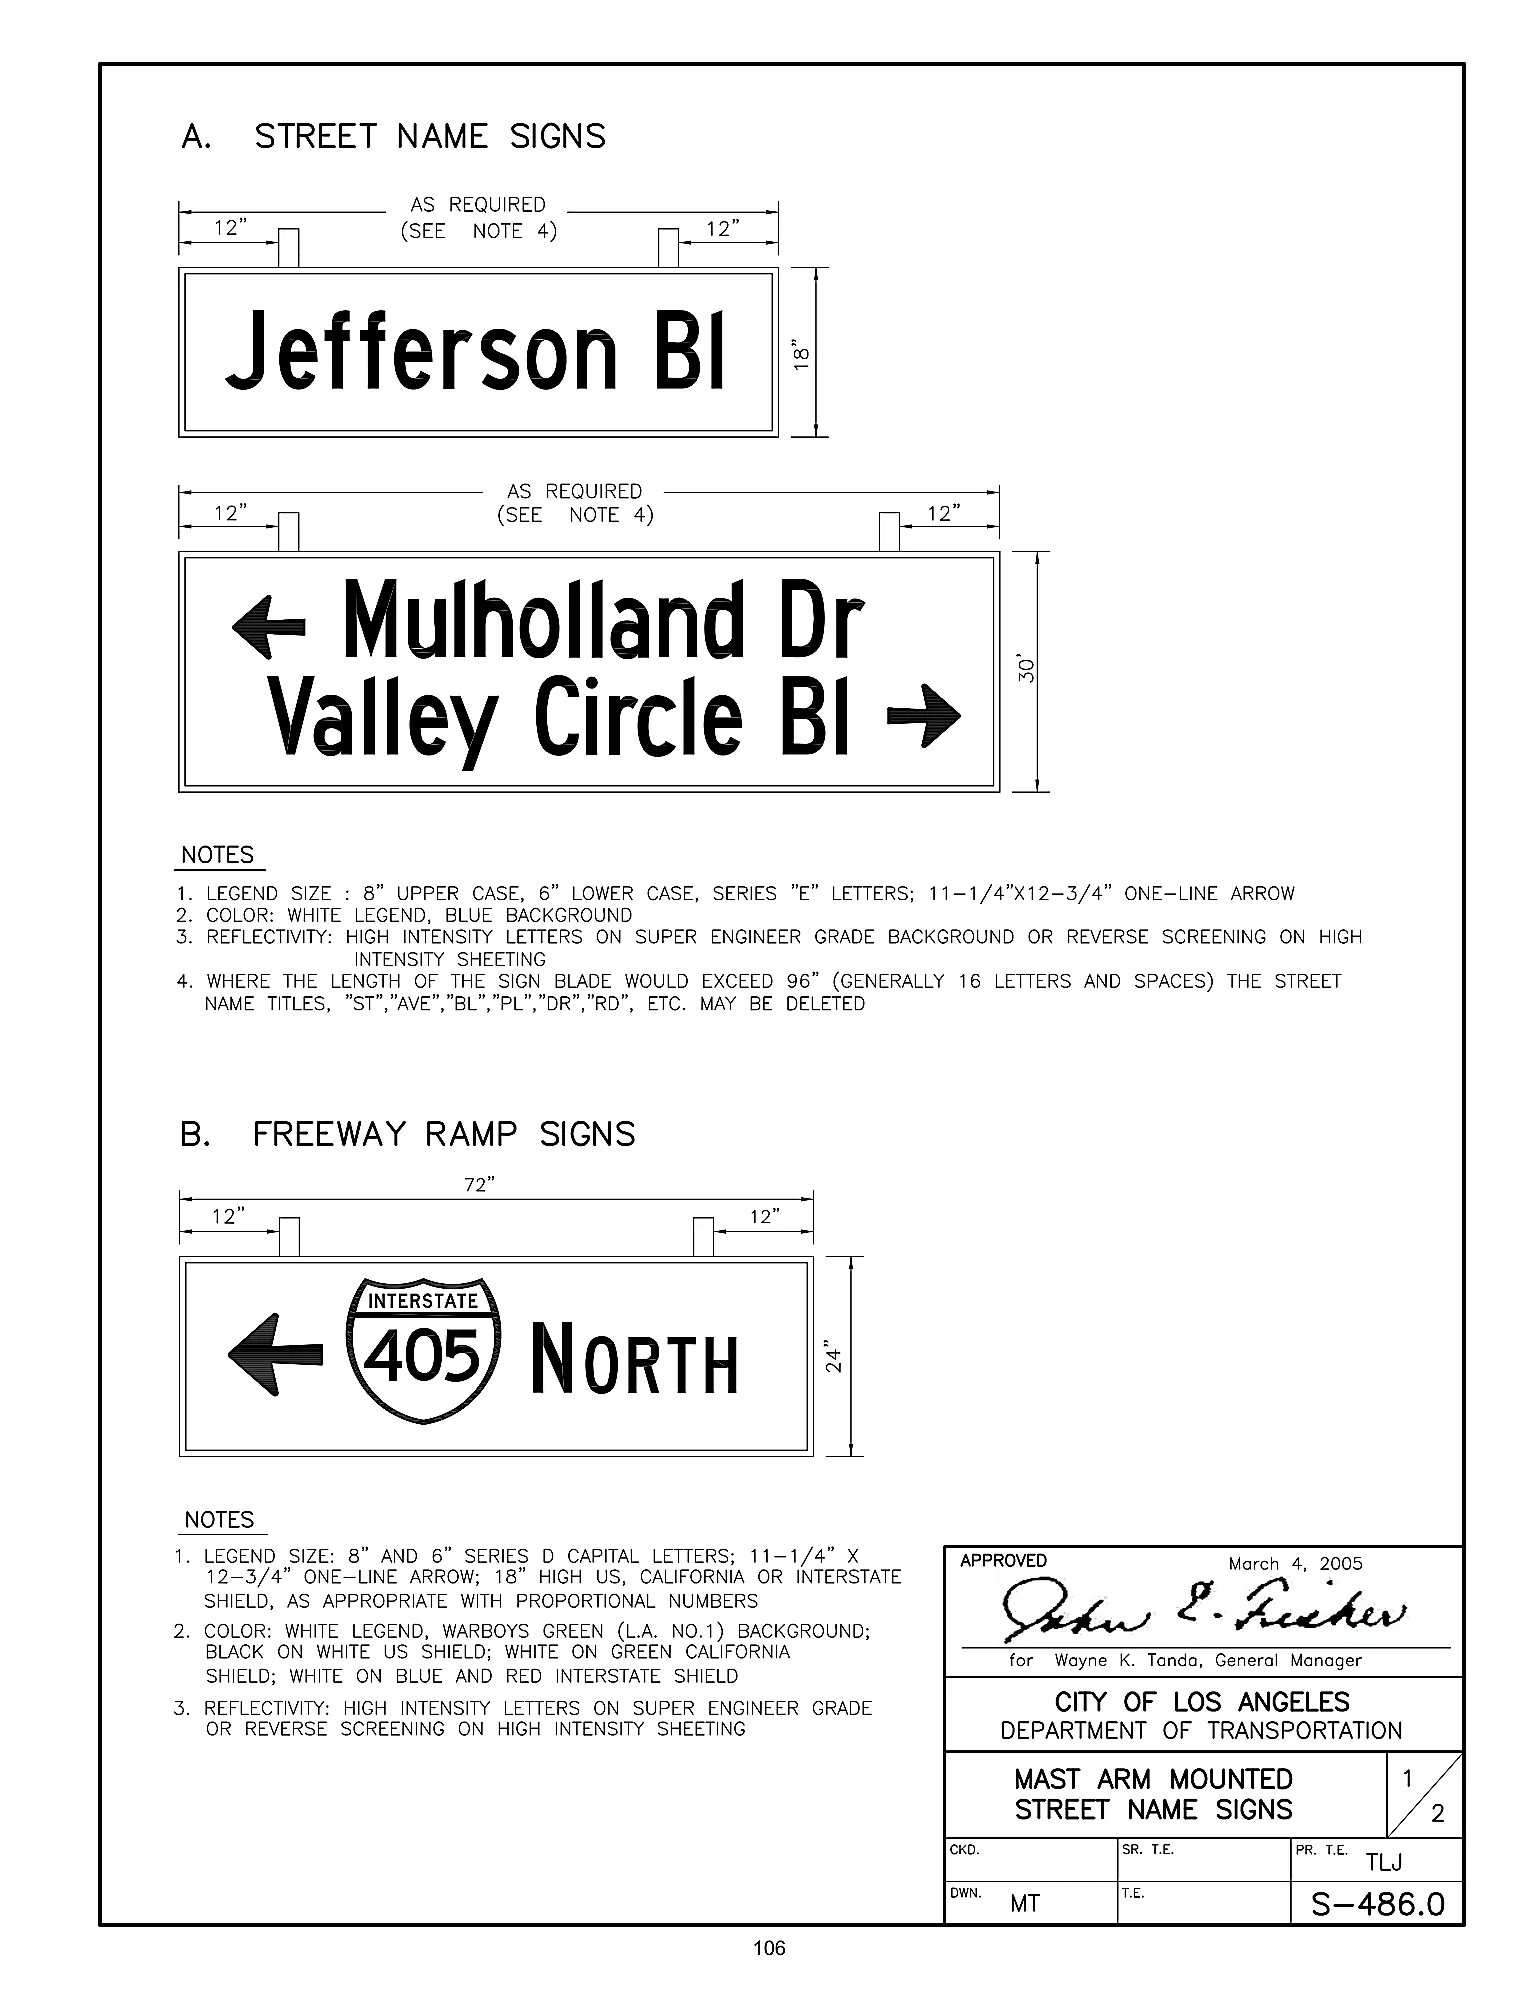 A. STREET NAME SIGNS
AS REQUIRED
12" (SEE NOTE 4) 12"
Jefferson Bl
18"
AS REQUIRED
12" (SEE NOTE 4) 12"
Mulholland Dr
Valley Circle Bl
30'
NOTES
1. LEGEND SIZE : 8" UPPER CASE, 6" LOWER CASE, SERIES "E" LETTERS; 11-1/4"X12-3/4" ONE-LINE ARROW
2. COLOR: WHITE LEGEND, BLUE BACKGROUND
3. REFLECTIVITY: HIGH INTENSITY LETTERS ON SUPER ENGINEER GRADE BACKGROUND OR REVERSE SCREENING ON HIGH
INTENSITY SHEETING
4. WHERE THE LENGTH OF THE SIGN BLADE WOULD EXCEED 96" (GENERALLY 16 LETTERS AND SPACES) THE STREET
NAME TITLES, "ST","AVE","BL","PL","DR","RD", ETC. MAY BE DELETED
B. FREEWAY RAMP SIGNS
72"
12" 12"
INTERSTATE
405 NORTH
24"
NOTES
1. LEGEND SIZE: 8" AND 6" SERIES D CAPITAL LETTERS; 11-1/4" X
12-3/4" ONE-LINE ARROW; 18" HIGH US, CALIFORNIA OR INTERSTATE
SHIELD, AS APPROPRIATE WITH PROPORTIONAL NUMBERS
2. COLOR: WHITE LEGEND, WARBOYS GREEN (L.A. NO.1) BACKGROUND;
BLACK ON WHITE US SHIELD; WHITE ON GREEN CALIFORNIA
SHIELD; WHITE ON BLUE AND RED INTERSTATE SHIELD
3. REFLECTIVITY: HIGH INTENSITY LETTERS ON SUPER ENGINEER GRADE
OR REVERSE SCREENING ON HIGH INTENSITY SHEETING
APPROVED March 4, 2005
John E. Fisher
for Wayne K. Tanda, General Manager
CITY OF LOS ANGELES
DEPARTMENT OF TRANSPORTATION
MAST ARM MOUNTED
STREET NAME SIGNS
1/2
CKD. SR. T.E. PR. T.E. TLJ
DWN. MT T.E. S-486.0
106